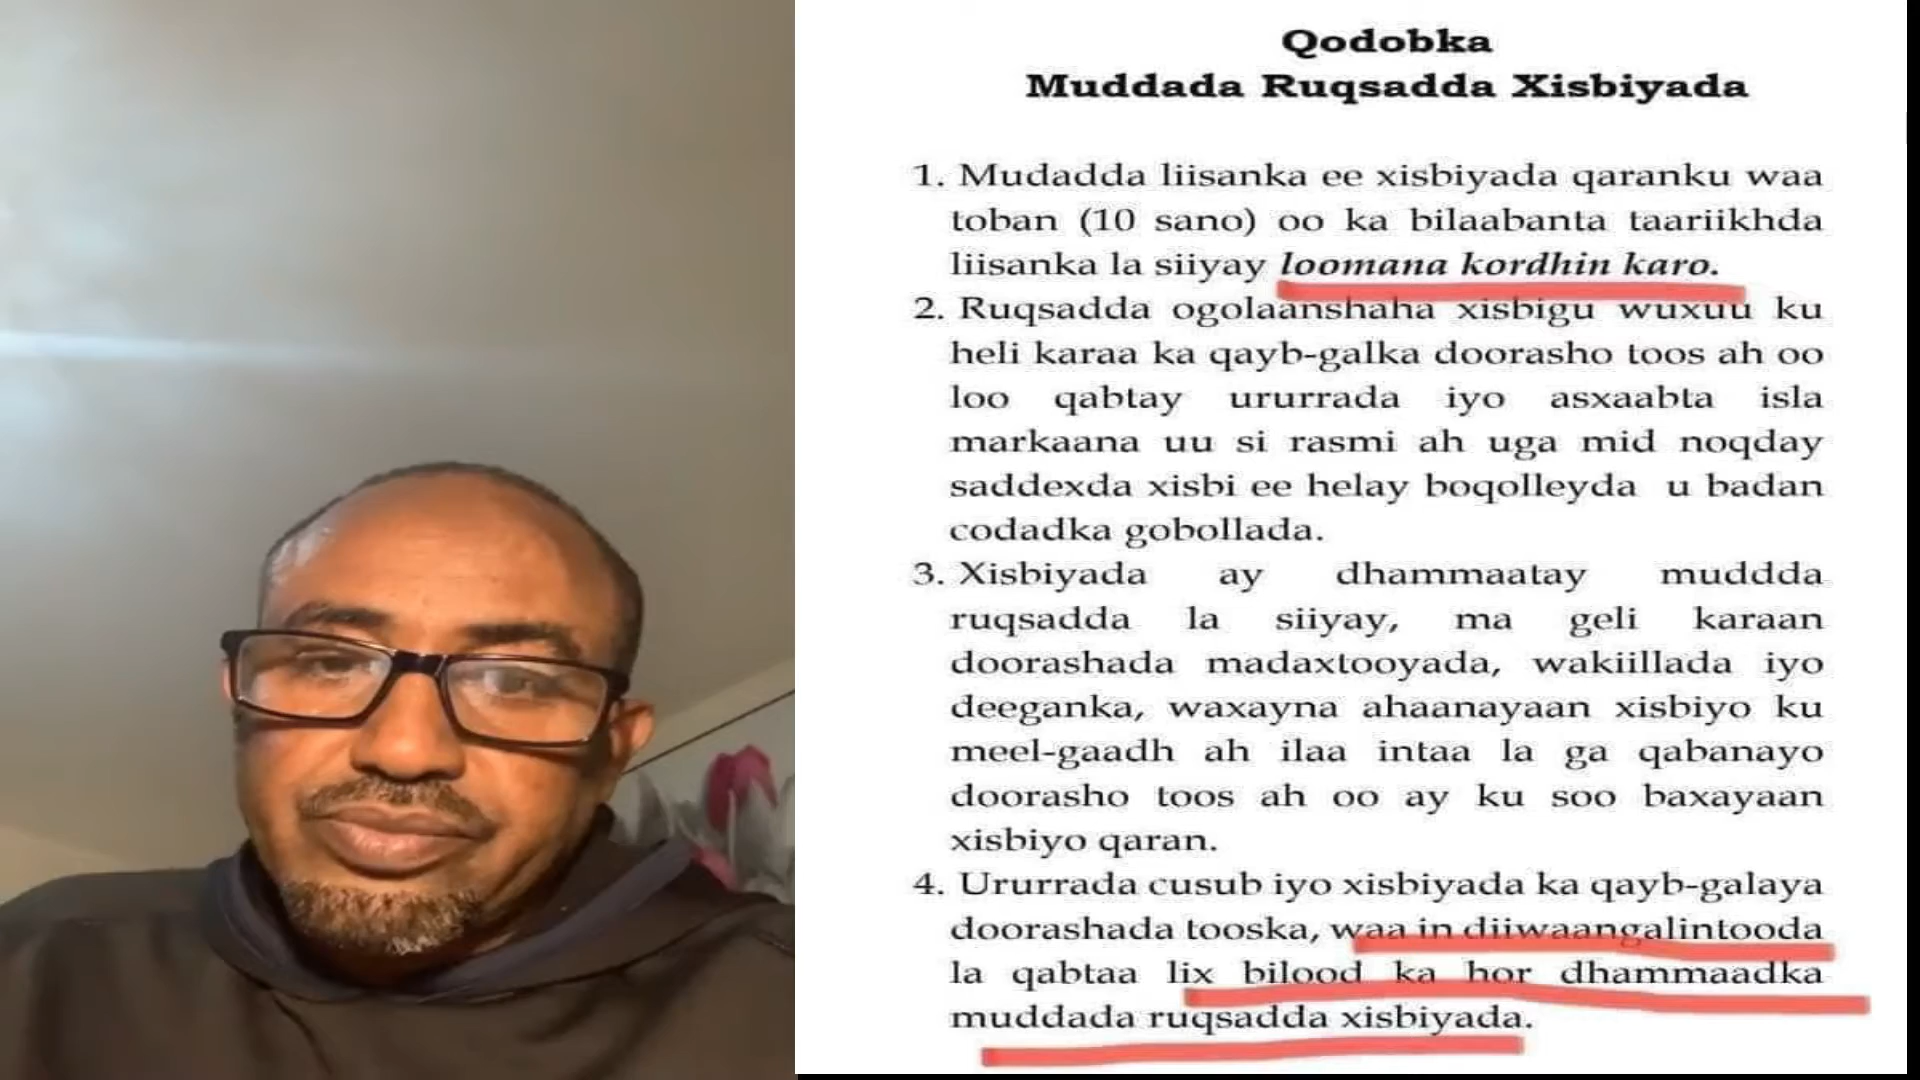 Qodobka
Muddada Ruqsadda Xisbiyada
1. Mudadda liisanka ee xisbiyada qaranku waa
toban (10 sano) oo ka bilaabanta taariikhda
liisanka la siiyay loomana kordhin karo.
2. Ruqsadda ogolaanshaha xisbigu wuxuu ku
heli karaa ka qayb-galka doorasho toos ah oo
loo qabtay ururrada iyo asxaabta isla
markaana uu si rasmi ah uga mid noqday
saddexda xisbi ee helay boqolleyda u badan
codadka gobollada.
3. Xisbiyada ay dhammaatay muddda
ruqsadda la siiyay, ma geli karaan
doorashada madaxtooyada, wakiillada iyo
deeganka, waxayna ahaanayaan xisbiyo ku
meel-gaadh ah ilaa intaa la ga qabanayo
doorasho toos ah oo ay ku soo baxayaan
xisbiyo qaran.
4. Ururrada cusub iyo xisbiyada ka qayb-galaya
doorashada tooska, waa in diiwaangalintooda
la qabtaa lix bilood ka hor dhammaadka
muddada ruqsadda xisbiyada.